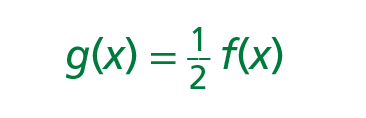 g(x) = 1/2 f(x)